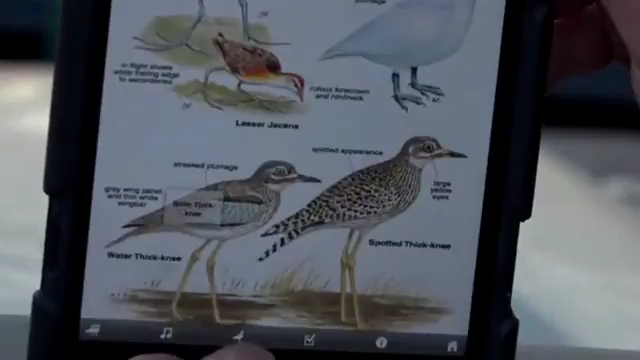 in flight shows
white trailing edge
to secondaries
rufous forecrown
and hindneck
Lesser Jacana
streaked plumage
spotted appearance
grey wing panel
and thin white
wingbar
Water Thick-
knee
large
yellow
eyes
Water Thick-knee
Spotted Thick-knee